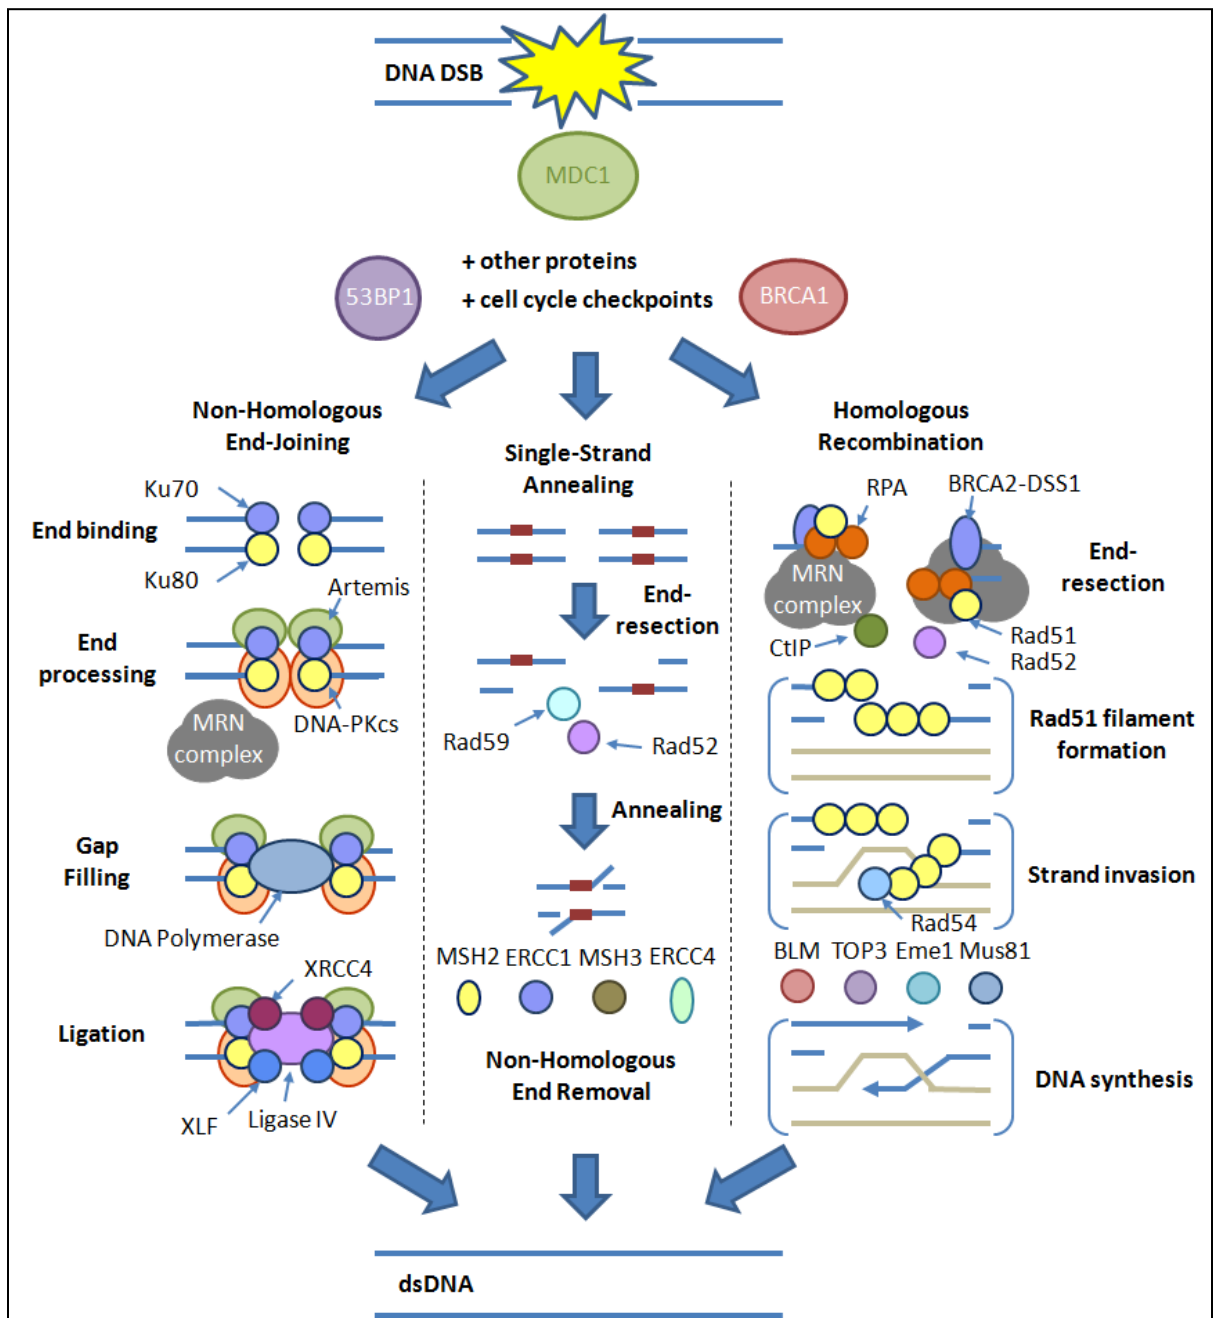 DNA DSB
MDC1
+ other proteins
53BP1
+ cell cycle checkpoints
BRCA1
Non-Homologous
End-Joining
Ku70
End binding
Ku80
Artemis
End
processing
DNA-PKcs
MRN
complex
Gap
Filling
DNA Polymerase
XRCC4
Ligation
XLF
Ligase IV
Single-Strand
Annealing
End-
resection
Rad59
Rad52
Annealing
MSH2 ERCC1 MSH3 ERCC4
Non-Homologous
End Removal
Homologous
Recombination
RPA
BRCA2-DSS1
MRN
complex
End-
resection
CtIP
Rad51
Rad52
Rad51 filament
formation
Strand invasion
Rad54
BLM TOP3 Eme1 Mus81
DNA synthesis
dsDNA